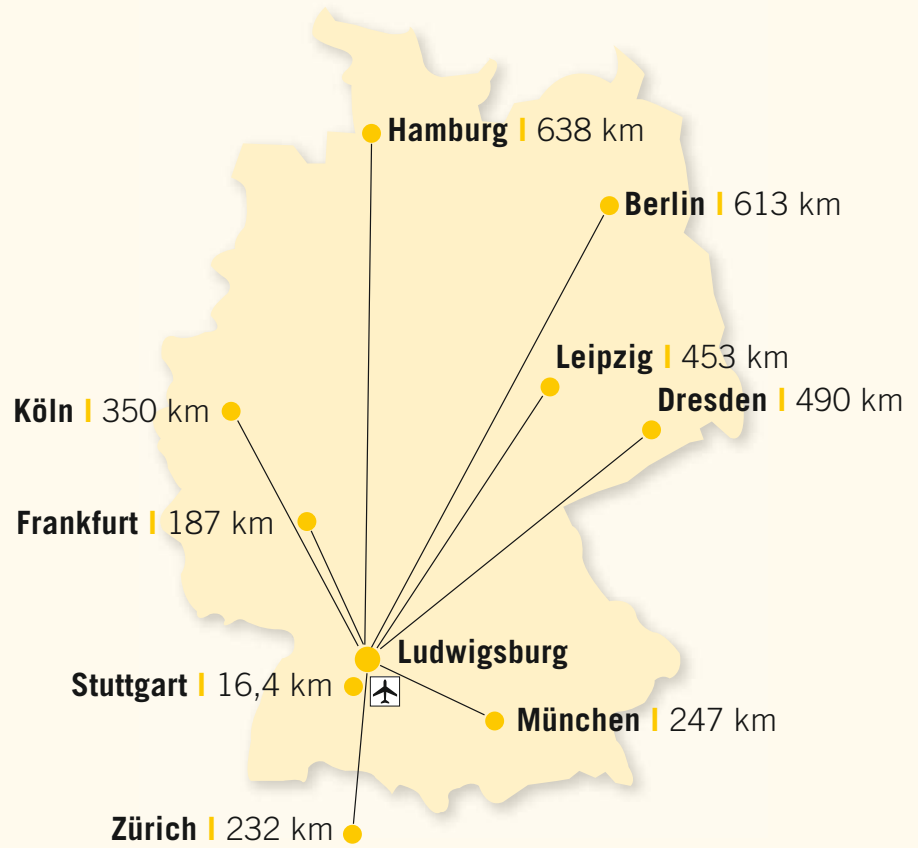 Hamburg | 638 km
Berlin | 613 km
Leipzig | 453 km
Dresden | 490 km
Köln | 350 km
Frankfurt | 187 km
Ludwigsburg
Stuttgart | 16,4 km
München | 247 km
Zürich | 232 km